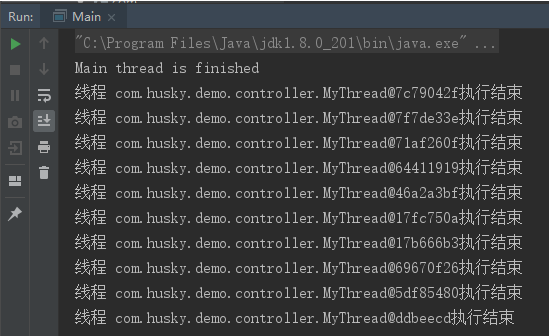 Run: Main
"C:\Program Files\Java\jdk1.8.0_201\bin\java.exe" ...
Main thread is finished
线程 com.husky.demo.controller.MyThread@7c79042f执行结束
线程 com.husky.demo.controller.MyThread@7f7de33e执行结束
线程 com.husky.demo.controller.MyThread@71af260f执行结束
线程 com.husky.demo.controller.MyThread@64411919执行结束
线程 com.husky.demo.controller.MyThread@46a2a3bf执行结束
线程 com.husky.demo.controller.MyThread@17fc750a执行结束
线程 com.husky.demo.controller.MyThread@17b666b3执行结束
线程 com.husky.demo.controller.MyThread@69670f26执行结束
线程 com.husky.demo.controller.MyThread@5df85480执行结束
线程 com.husky.demo.controller.MyThread@ddbeecd执行结束